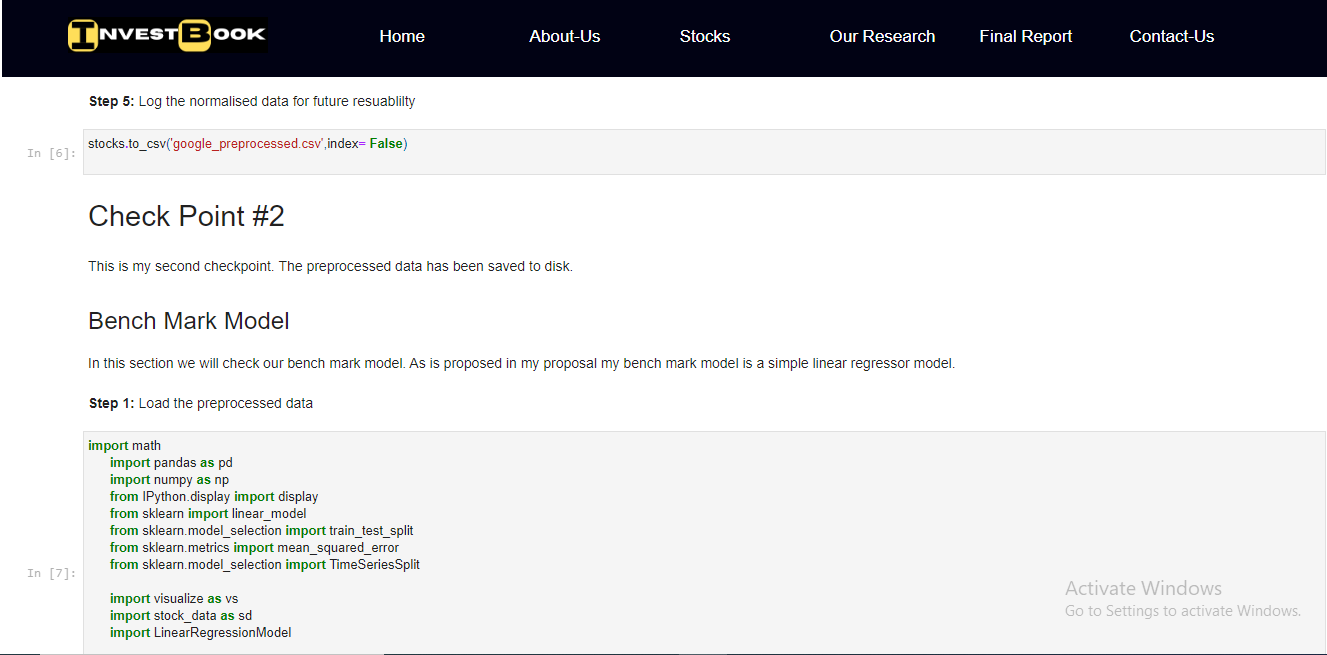 INVESTBOOK Home About-Us Stocks Our Research Final Report Contact-Us
Step 5: Log the normalised data for future resuablilty
In [6]: stocks.to_csv('google_preprocessed.csv',index= False)
Check Point #2
This is my second checkpoint. The preprocessed data has been saved to disk.
Bench Mark Model
In this section we will check our bench mark model. As is proposed in my proposal my bench mark model is a simple linear regressor model.
Step 1: Load the preprocessed data
In [7]:
import math
import pandas as pd
import numpy as np
from IPython.display import display
from sklearn import linear_model
from sklearn.model_selection import train_test_split
from sklearn.metrics import mean_squared_error
from sklearn.model_selection import TimeSeriesSplit
import visualize as vs
import stock_data as sd
import LinearRegressionModel
Activate Windows
Go to Settings to activate Windows.